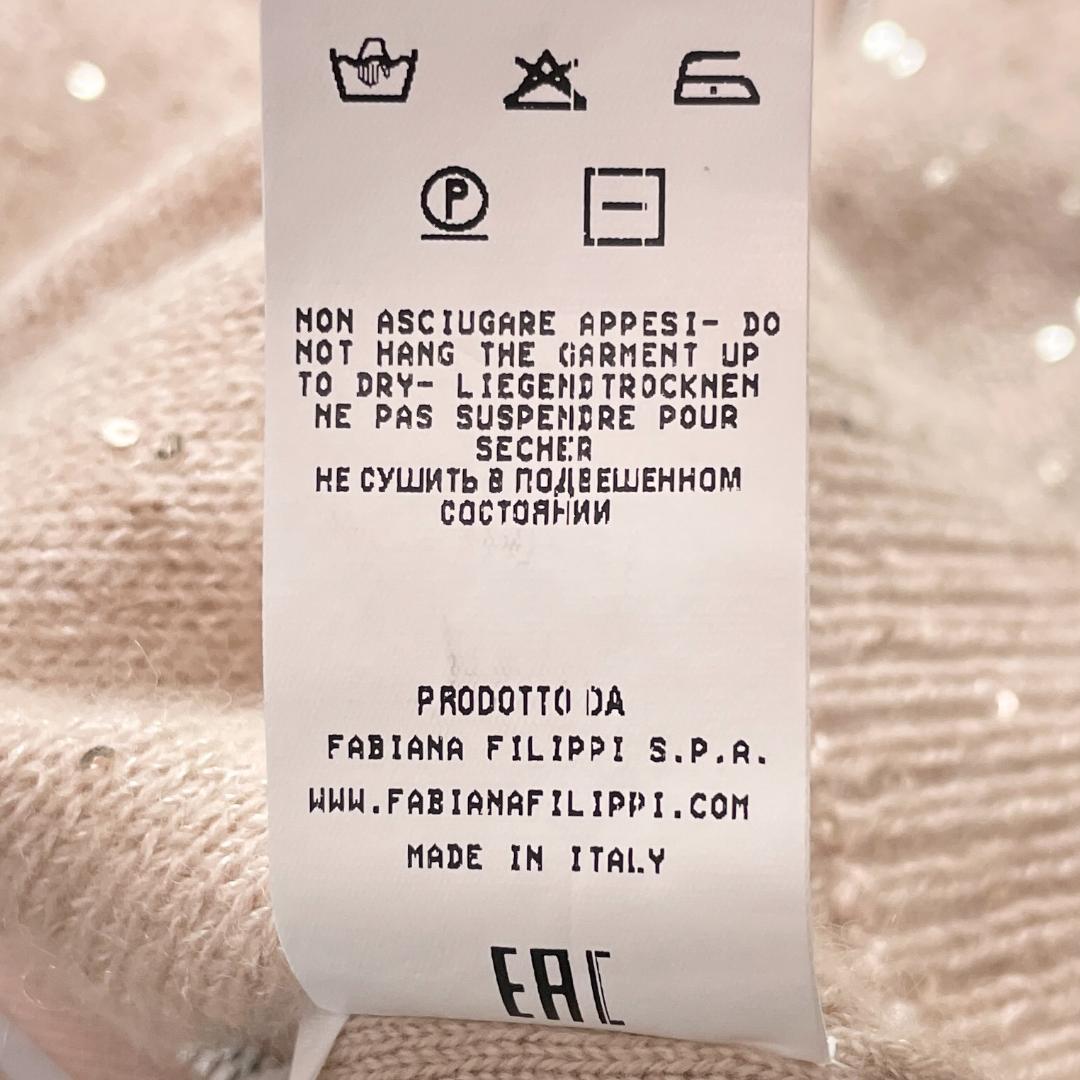 P
NON ASCIUGARE APPESI- DO
NOT HANG THE GARMENT UP
TO DRY- LIEGENDTROCKNEN
NE PAS SUSPENDRE POUR
SECHER
НЕ СУШИТЬ В ПОДВЕШЕННОМ
СОСТОЯНИИ
PRODOTTO DA
FABIANA FILIPPI S.P.A.
WWW.FABIANAFILIPPI.COM
MADE IN ITALY
EAC